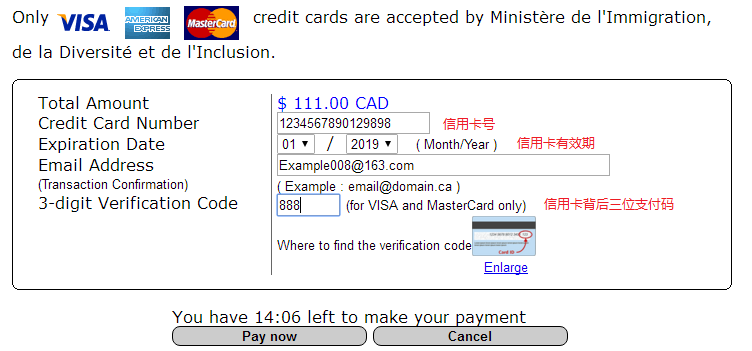 Only VISA AMERICAN EXPRESS MasterCard credit cards are accepted by Ministère de l'Immigration,
de la Diversité et de l'Inclusion.
Total Amount $ 111.00 CAD
Credit Card Number 1234567890129898 信用卡号
Expiration Date 01 / 2019 ( Month/Year ) 信用卡有效期
Email Address Example008@163.com
(Transaction Confirmation) ( Example : email@domain.ca )
3-digit Verification Code 888 (for VISA and MasterCard only) 信用卡背后三位支付码
Where to find the verification code
Card ID
Enlarge
You have 14:06 left to make your payment
Pay now Cancel